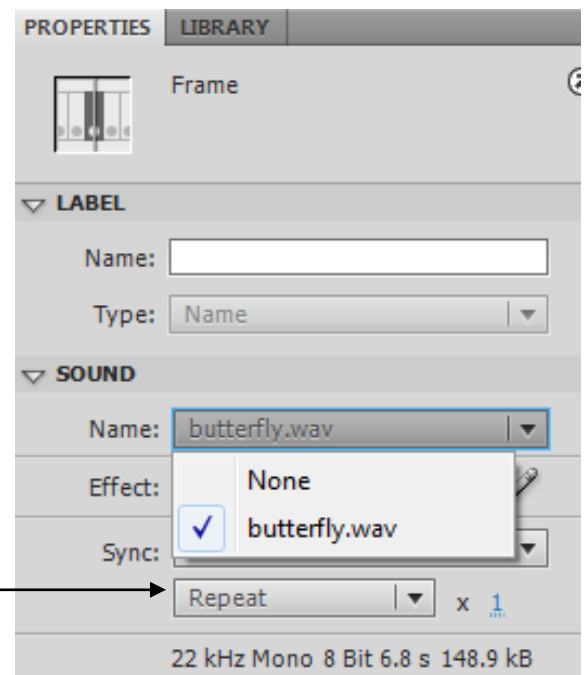 PROPERTIES LIBRARY
Frame
LABEL
Name:
Type: Name
SOUND
Name: butterfly.wav
Effect: None
butterfly.wav
Sync:
Repeat x 1
22 kHz Mono 8 Bit 6.8 s 148.9 kB